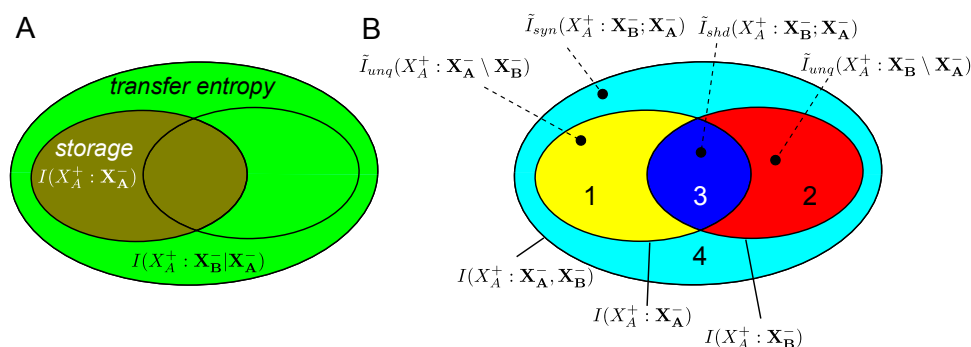 A
transfer entropy
storage
I(X_A^+ : X_A^-)
I(X_A^+ : X_B^- | X_A^-)
B
Ĩ_syn(X_A^+ : X_B^-; X_A^-)
Ĩ_shd(X_A^+ : X_B^-; X_A^-)
Ĩ_unq(X_A^+ : X_A^- \ X_B^-)
Ĩ_unq(X_A^+ : X_B^- \ X_A^-)
1 3 2
4
I(X_A^+ : X_A^-, X_B^-)
I(X_A^+ : X_A^-)
I(X_A^+ : X_B^-)